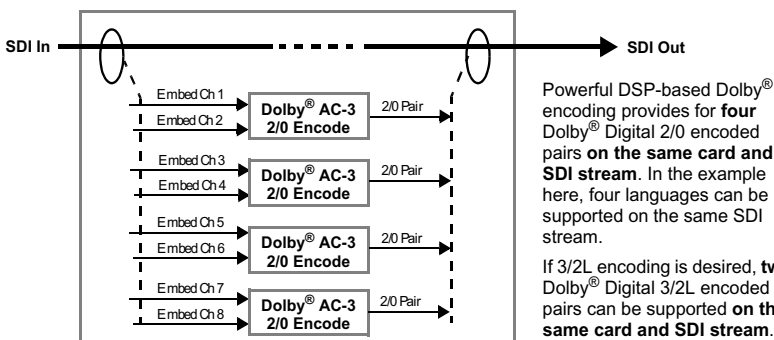 SDI In
SDI Out
Embed Ch 1
Embed Ch 2
Dolby® AC-3
2/0 Encode
2/0 Pair
Embed Ch 3
Embed Ch 4
Dolby® AC-3
2/0 Encode
2/0 Pair
Embed Ch 5
Embed Ch 6
Dolby® AC-3
2/0 Encode
2/0 Pair
Embed Ch 7
Embed Ch 8
Dolby® AC-3
2/0 Encode
2/0 Pair
Powerful DSP-based Dolby®
encoding provides for four
Dolby® Digital 2/0 encoded
pairs on the same card and
SDI stream. In the example
here, four languages can be
supported on the same SDI
stream.
If 3/2L encoding is desired,
Dolby® Digital 3/2L encoded
pairs can be supported on
same card and SDI stream.